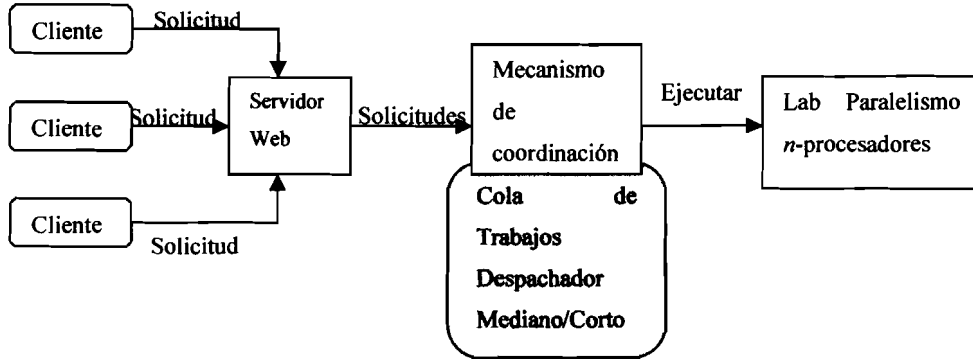 Solicitud
Cliente
Cliente
Solicitud
Cliente
Solicitud
Servidor
Web
Solicitudes
Mecanismo
de
coordinación
Cola de
Trabajos
Despachador
Mediano/Corto
Ejecutar
Lab Paralelismo
n-procesadores